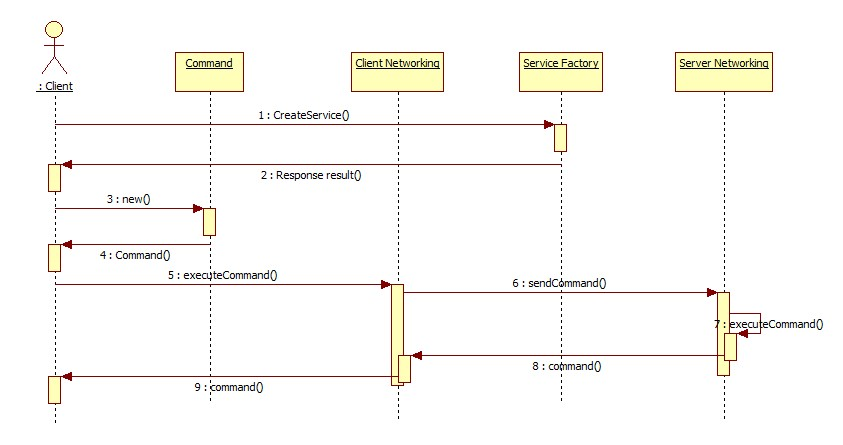 : Client
Command
Client Networking
Service Factory
Server Networking
1 : CreateService()
2 : Response result()
3 : new()
4 : Command()
5 : executeCommand()
6 : sendCommand()
7 : executeCommand()
8 : command()
9 : command()